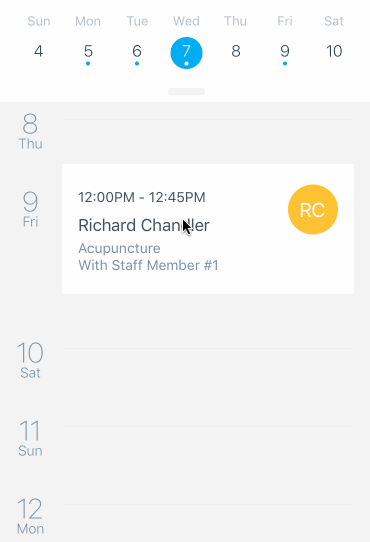 Sun Mon Tue Wed Thu Fri Sat
4 5 6 7 8 9 10
8
Thu
9
Fri
12:00PM - 12:45PM
Richard Chandler
Acupuncture
With Staff Member #1
RC
10
Sat
11
Sun
12
Mon